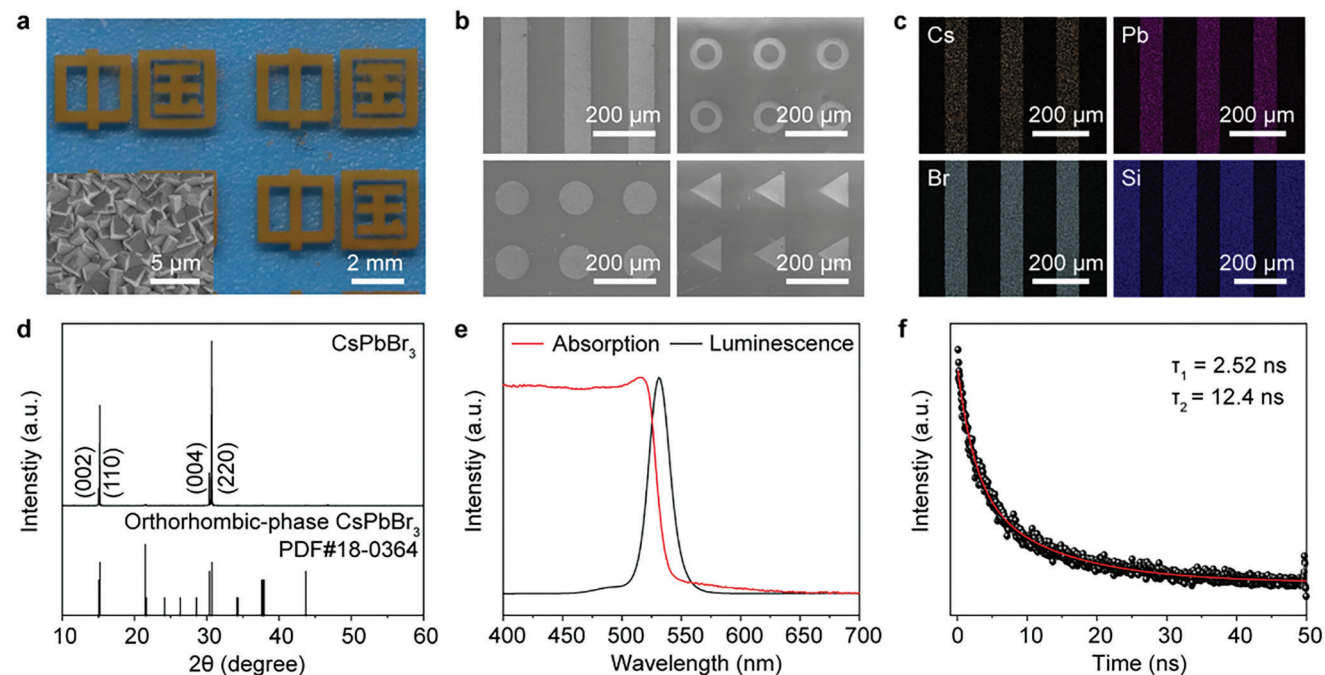 a
中国 中国
中国
5 µm
2 mm
b
200 µm
200 µm
200 µm
200 µm
c
Cs
200 µm
Pb
200 µm
Br
200 µm
Si
200 µm
d
CsPbBr3
(002)
(110)
(004)
(220)
Orthorhombic-phase CsPbBr3
PDF#18-0364
Intenstiy (a.u.)
10 20 30 40 50 60
2θ (degree)
e
Absorption Luminescence
Intenstiy (a.u.)
400 450 500 550 600 650 700
Wavelength (nm)
f
τ1 = 2.52 ns
τ2 = 12.4 ns
Intenstiy (a.u.)
0 10 20 30 40 50
Time (ns)